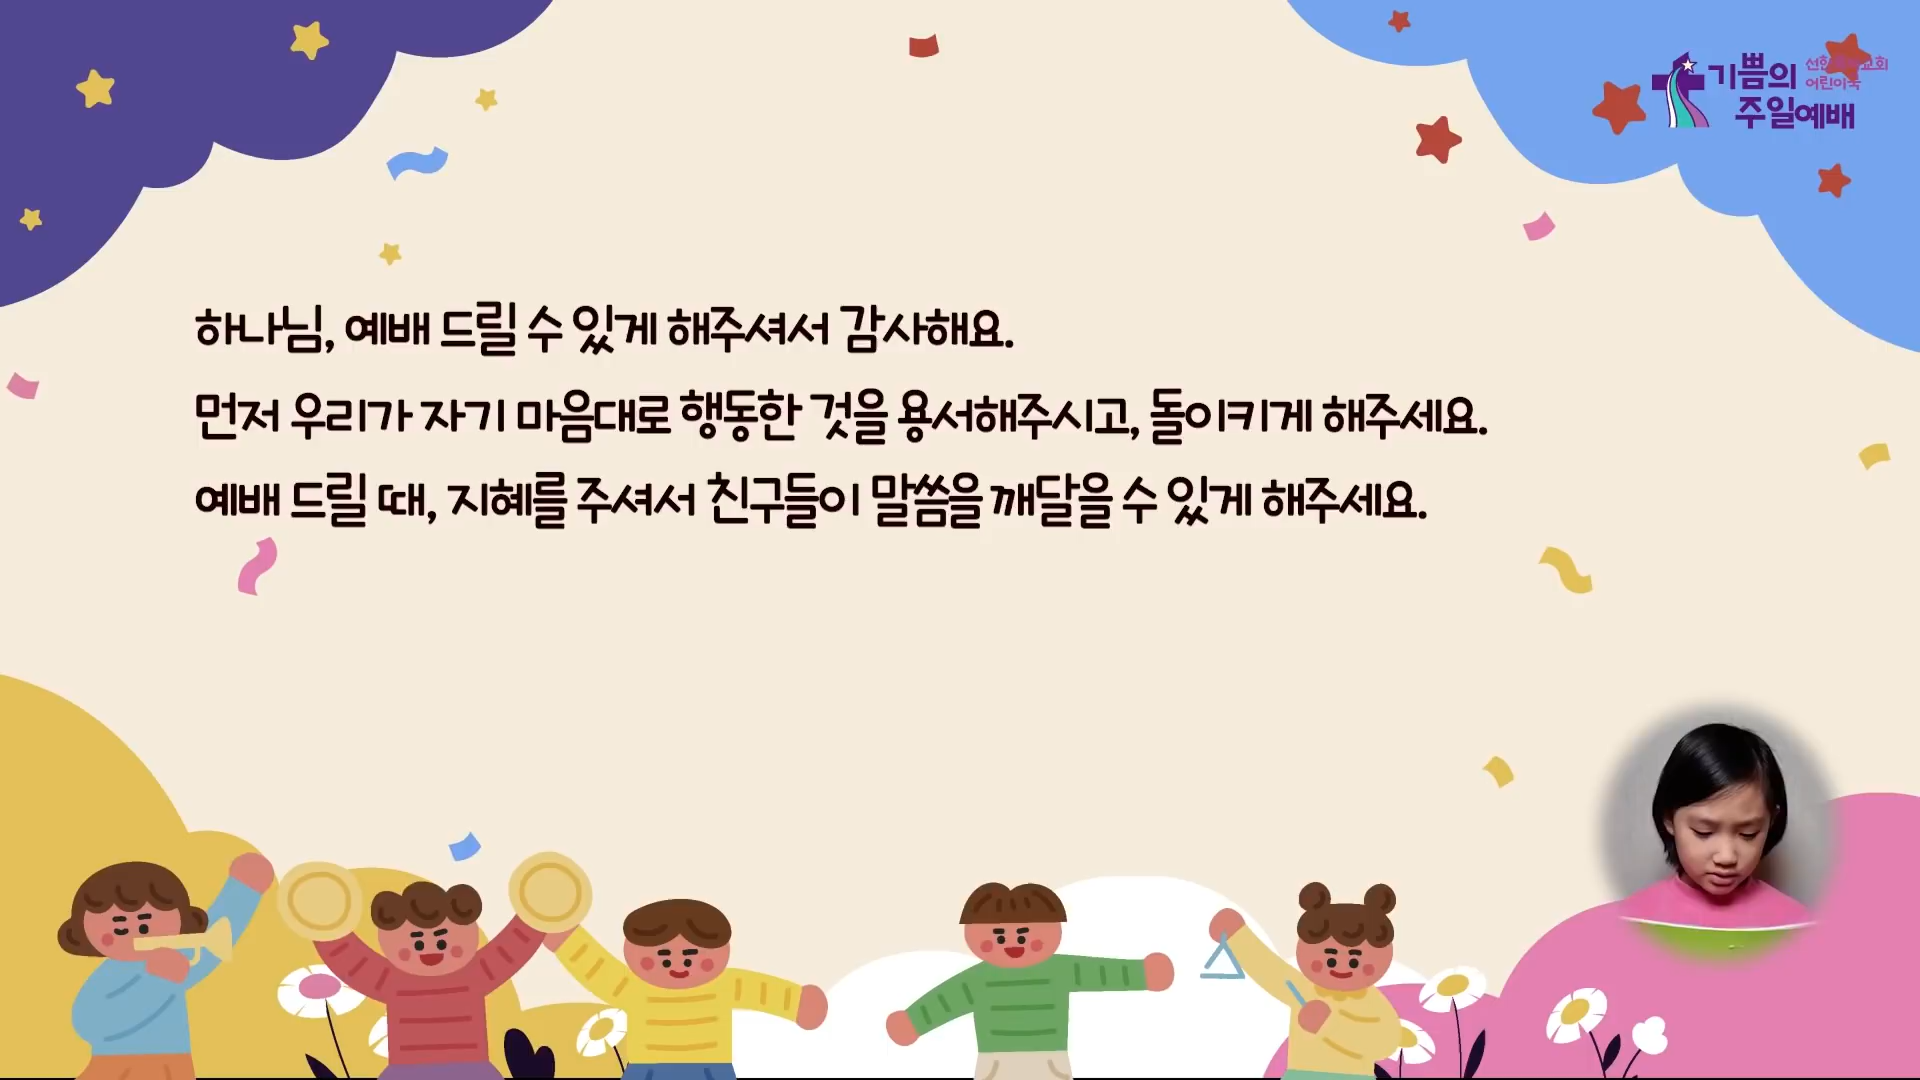 기쁨의
어린이국
주일예배
하나님, 예배 드릴 수 있게 해주셔서 감사해요.
먼저 우리가 자기 마음대로 행동한 것을 용서해주시고, 돌이키게 해주세요.
예배 드릴 때, 지혜를 주셔서 친구들이 말씀을 깨달을 수 있게 해주세요.